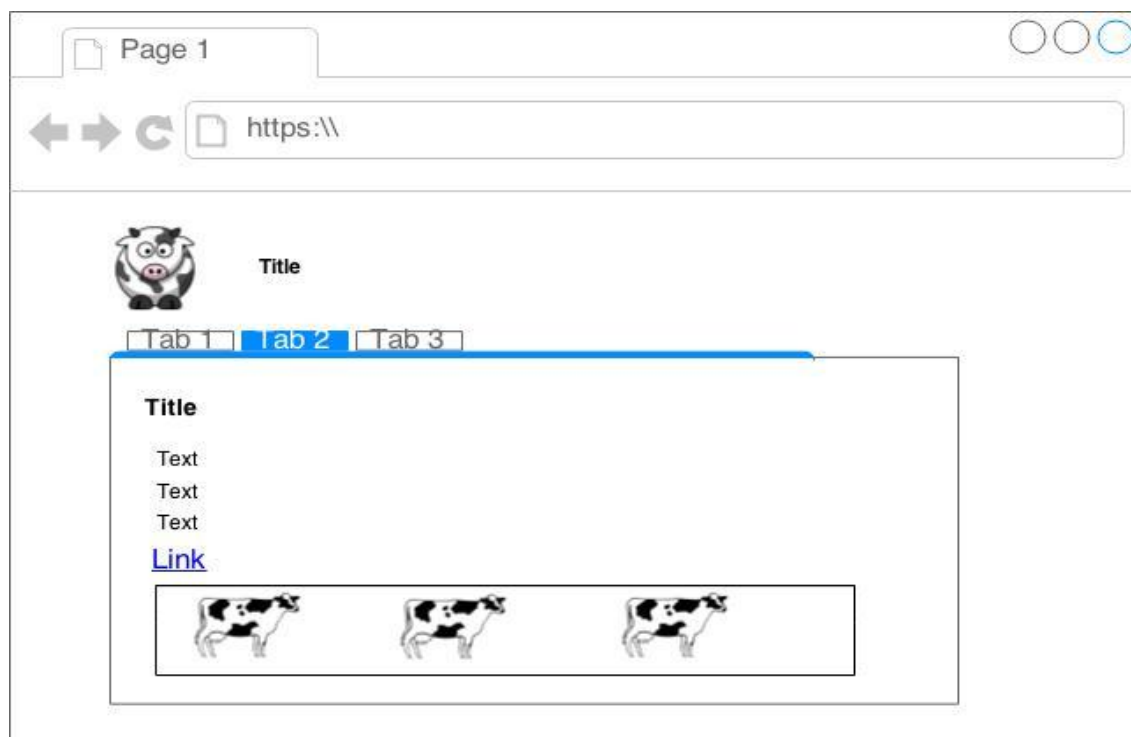 Page 1
https:\\
Title
Tab 1 Tab 2 Tab 3
Title
Text
Text
Text
Link